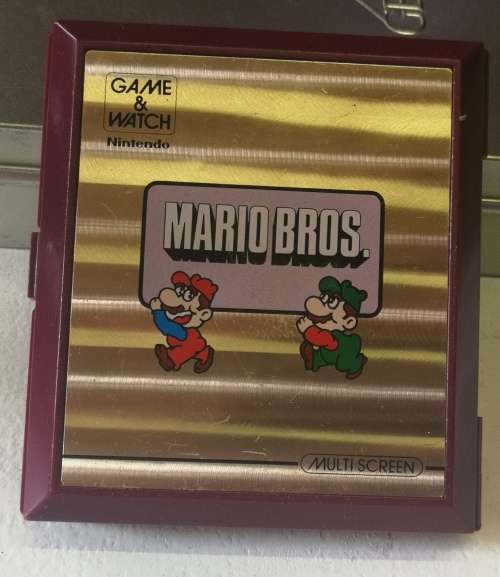 GAME
&
WATCH
Nintendo
MARIO BROS.
MULTI SCREEN